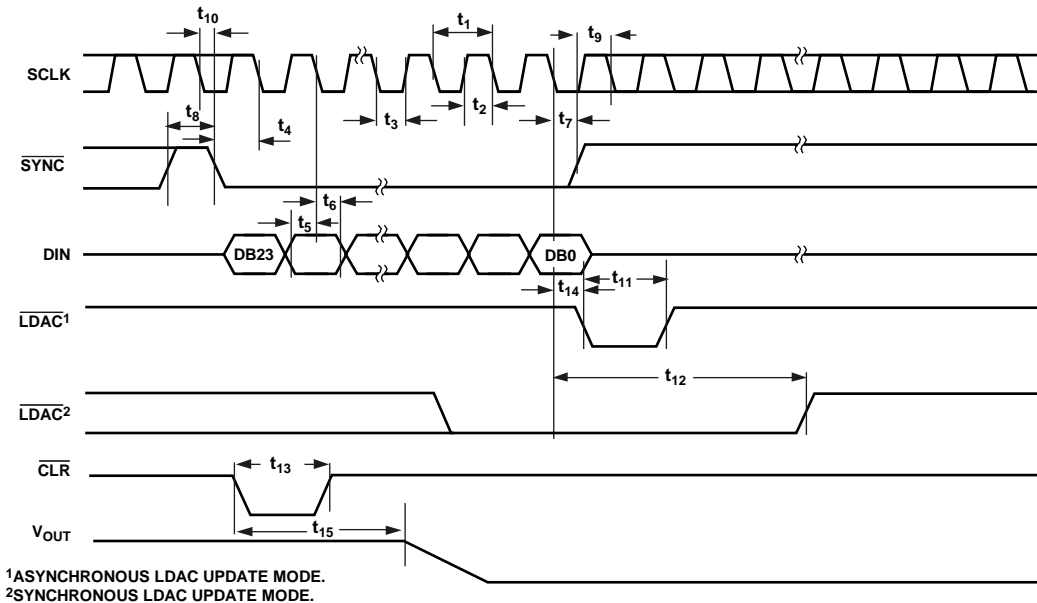 t10
t1
t9
SCLK
t8
t4
t3
t2
t7
SYNC
t6
t5
DIN
DB23
DB0
t14
t11
LDAC1
t12
LDAC2
CLR
t13
t15
VOUT
1ASYNCHRONOUS LDAC UPDATE MODE.
2SYNCHRONOUS LDAC UPDATE MODE.